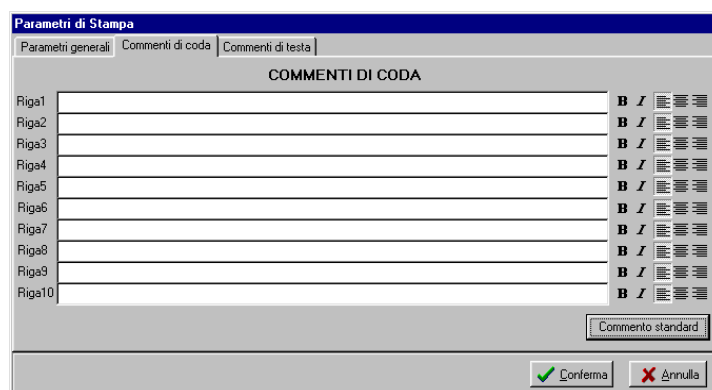 Parametri di Stampa
Parametri generali Commenti di coda Commenti di testa
COMMENTI DI CODA
Riga1 B I
Riga2 B I
Riga3 B I
Riga4 B I
Riga5 B I
Riga6 B I
Riga7 B I
Riga8 B I
Riga9 B I
Riga10 B I
Commento standard
Conferma Annulla